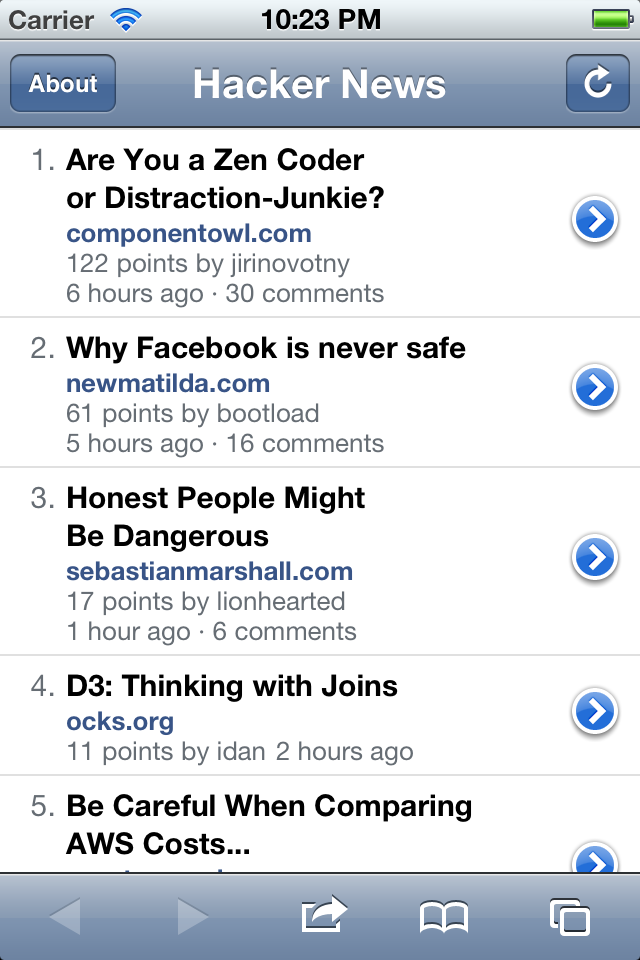 Carrier 10:23 PM
About Hacker News
1. Are You a Zen Coder
or Distraction-Junkie?
componentowl.com
122 points by jirinovotny
6 hours ago · 30 comments
2. Why Facebook is never safe
newmatilda.com
61 points by bootload
5 hours ago · 16 comments
3. Honest People Might
Be Dangerous
sebastianmarshall.com
17 points by lionhearted
1 hour ago · 6 comments
4. D3: Thinking with Joins
ocks.org
11 points by idan 2 hours ago
5. Be Careful When Comparing
AWS Costs...